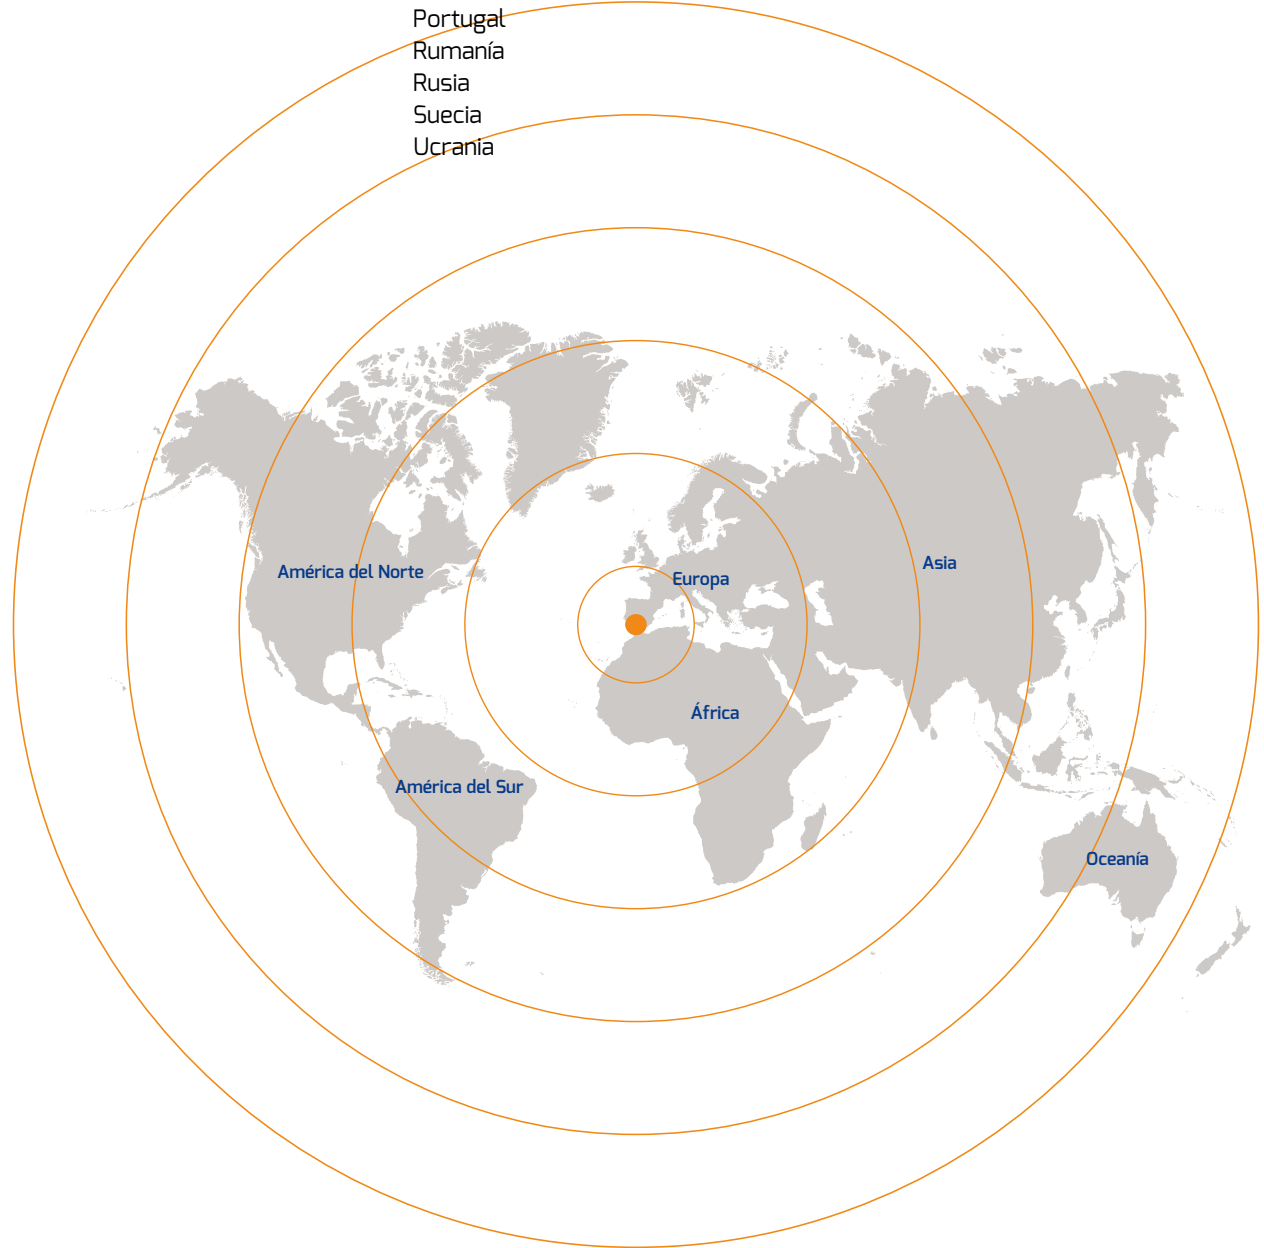 Portugal
Rumanía
Rusia
Suecia
Ucrania
Asia
América del Norte
Europa
África
América del Sur
Oceanía